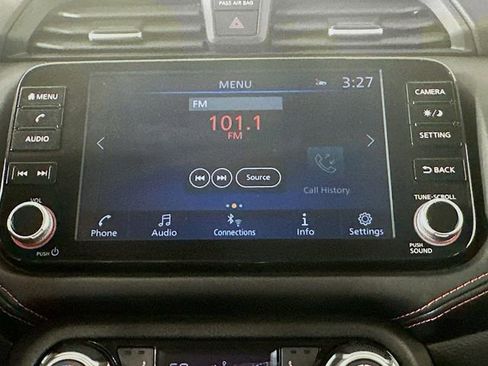 PASS AIR BAG
MENU
AUDIO
VOL
PUSH
MENU
3:27
FM
101.1
FM
Source
Call History
Phone
Audio
Connections
Info
Settings
CAMERA
SETTING
BACK
TUNE·SCROLL
PUSH
SOUND